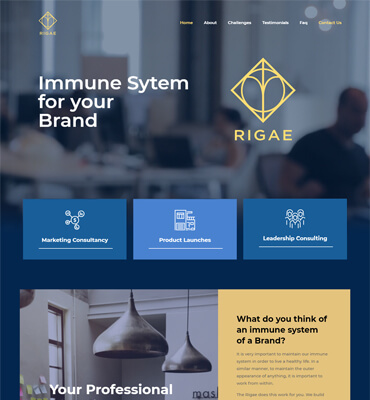 RIGAE
Home About Challenges Testimonials Faq Contact Us
Immune Sytem
for your
Brand
RIGAE
Marketing Consultancy
Product Launches
Leadership Consulting
What do you think of
an immune system
of a Brand?
It is very important to maintain our immune
system in order to live a healthy life. In a
similar manner, to maintain the outer
appearance of anything, it is important to
work from within.
The Rigae does this work for you. We build
Your Professional